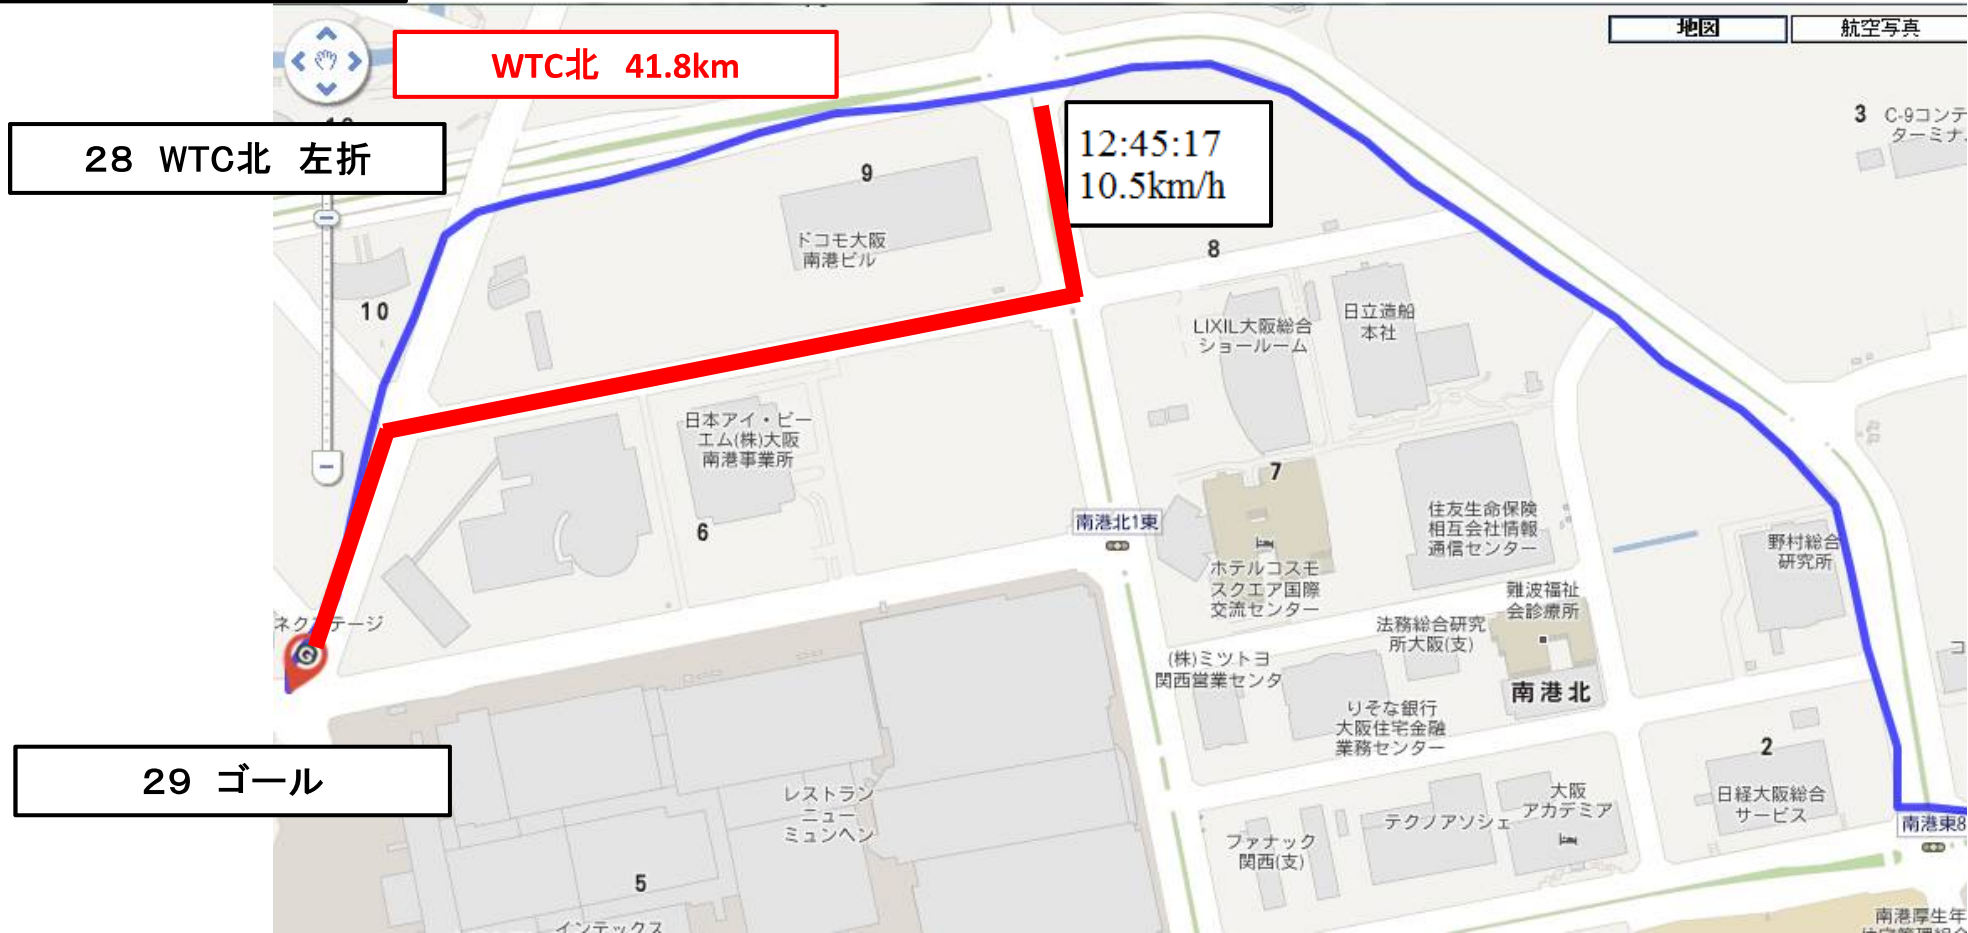 地図
航空写真
WTC北 41.8km
28 WTC北 左折
12:45:17
10.5km/h
3
C-9コンテ
9
ドコモ大阪
南港ビル
8
10
LIXIL大阪総合
ショールーム
日立造船
本社
日本アイ・ビー
エム(株)大阪
南港事業所
7
6
南港北1東
住友生命保険
相互会社情報
通信センター
野村総合
研究所
ホテルコスモ
スクエア国際
交流センター
難波福祉
会診療所
法務総合研究
所大阪(支)
(株)ミツトヨ
関西営業センタ
南港北
りそな銀行
大阪住宅金融
業務センター
G
29 ゴール
2
レストラン
ニュー
ミュンヘン
日経大阪総合
サービス
大阪
アカデミア
テクノアソシエ
ファナック
関西(支)
南港東8
5
インテックス
南港厚生年